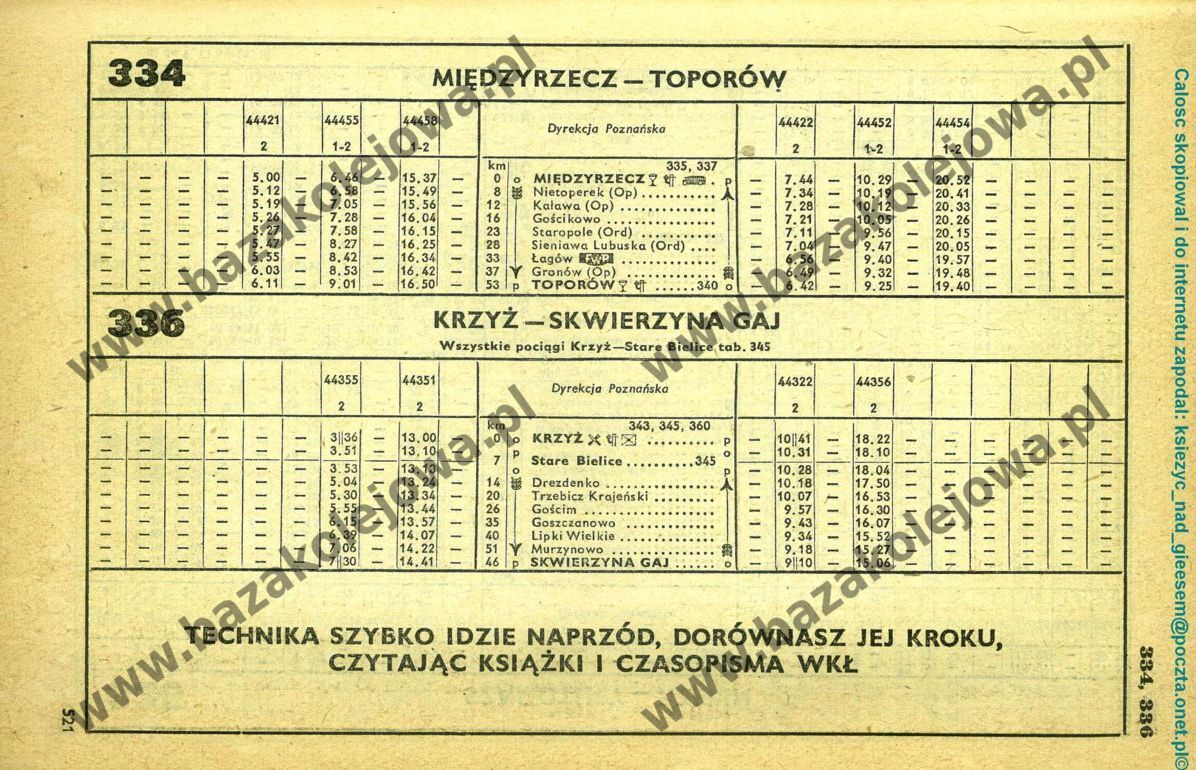 334
MIĘDZYRZECZ — TOPORÓW
44421 44455 44458 Dyrekcja Poznańska 44422 44452 44454
2 1-2 1-2 2 1-2 1-2
km 335, 337
5.00 6.46 15.37 0 o MIĘDZYRZECZ p 7.44 10.29 20.52
5.12 6.58 15.49 8 Nietoperek (Op) 7.34 10.19 20.41
5.19 7.05 15.56 12 Kaława (Op) 7.28 10.12 20.33
5.26 7.28 16.04 16 Gościkowo 7.21 10.05 20.26
5.27 7.58 16.15 23 Staropole (Ord) 7.11 9.56 20.15
5.47 8.27 16.25 28 Sieniawa Lubuska (Ord) 7.04 9.47 20.05
5.55 8.42 16.34 33 Łagów FWP 6.56 9.40 19.57
6.03 8.53 16.42 37 Gronów (Op) 6.49 9.32 19.48
6.11 9.01 16.50 53 p TOPORÓW 340 o 6.42 9.25 19.40
336
KRZYŻ — SKWIERZYNA GAJ
Wszystkie pociągi Krzyż—Stare Bielice tab. 345
44355 44351 Dyrekcja Poznańska 44322 44356
2 2 2 2
km 343, 345, 360
3||36 13.00 0 o KRZYŻ p 10||41 18.22
3.51 13.10 7 p Stare Bielice 345 o 10.31 18.10
3.53 13.13 o p 10.28 18.04
5.04 13.24 14 Drezdenko 10.18 17.50
5.30 13.34 20 Trzebicz Krajeński 10.07 16.53
5.55 13.44 26 Gościm 9.57 16.30
6.15 13.57 35 Goszczanowo 9.43 16.07
6.39 14.07 40 Lipki Wielkie 9.34 15.52
7.06 14.22 51 Murzynowo 9.18 15.27
7||30 14.41 46 p SKWIERZYNA GAJ o 9||10 15.06
TECHNIKA SZYBKO IDZIE NAPRZÓD, DORÓWNASZ JEJ KROKU,
CZYTAJĄC KSIĄŻKI I CZASOPISMA WKŁ
521
334, 336
Calosc skopiowal i do internetu zapodal: ksiezyc_nad_gieesem@poczta.onet.pl©
www.bazakolejowa.pl
www.bazakolejowa.pl
www.bazakolejowa.pl
www.bazakolejowa.pl